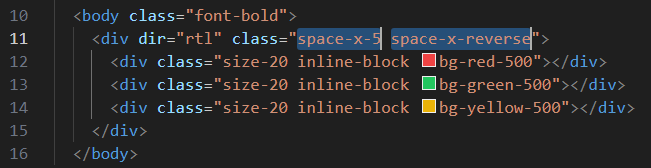 10 <body class="font-bold">
11 <div dir="rtl" class="space-x-5 space-x-reverse">
12 <div class="size-20 inline-block bg-red-500"></div>
13 <div class="size-20 inline-block bg-green-500"></div>
14 <div class="size-20 inline-block bg-yellow-500"></div>
15 </div>
16 </body>